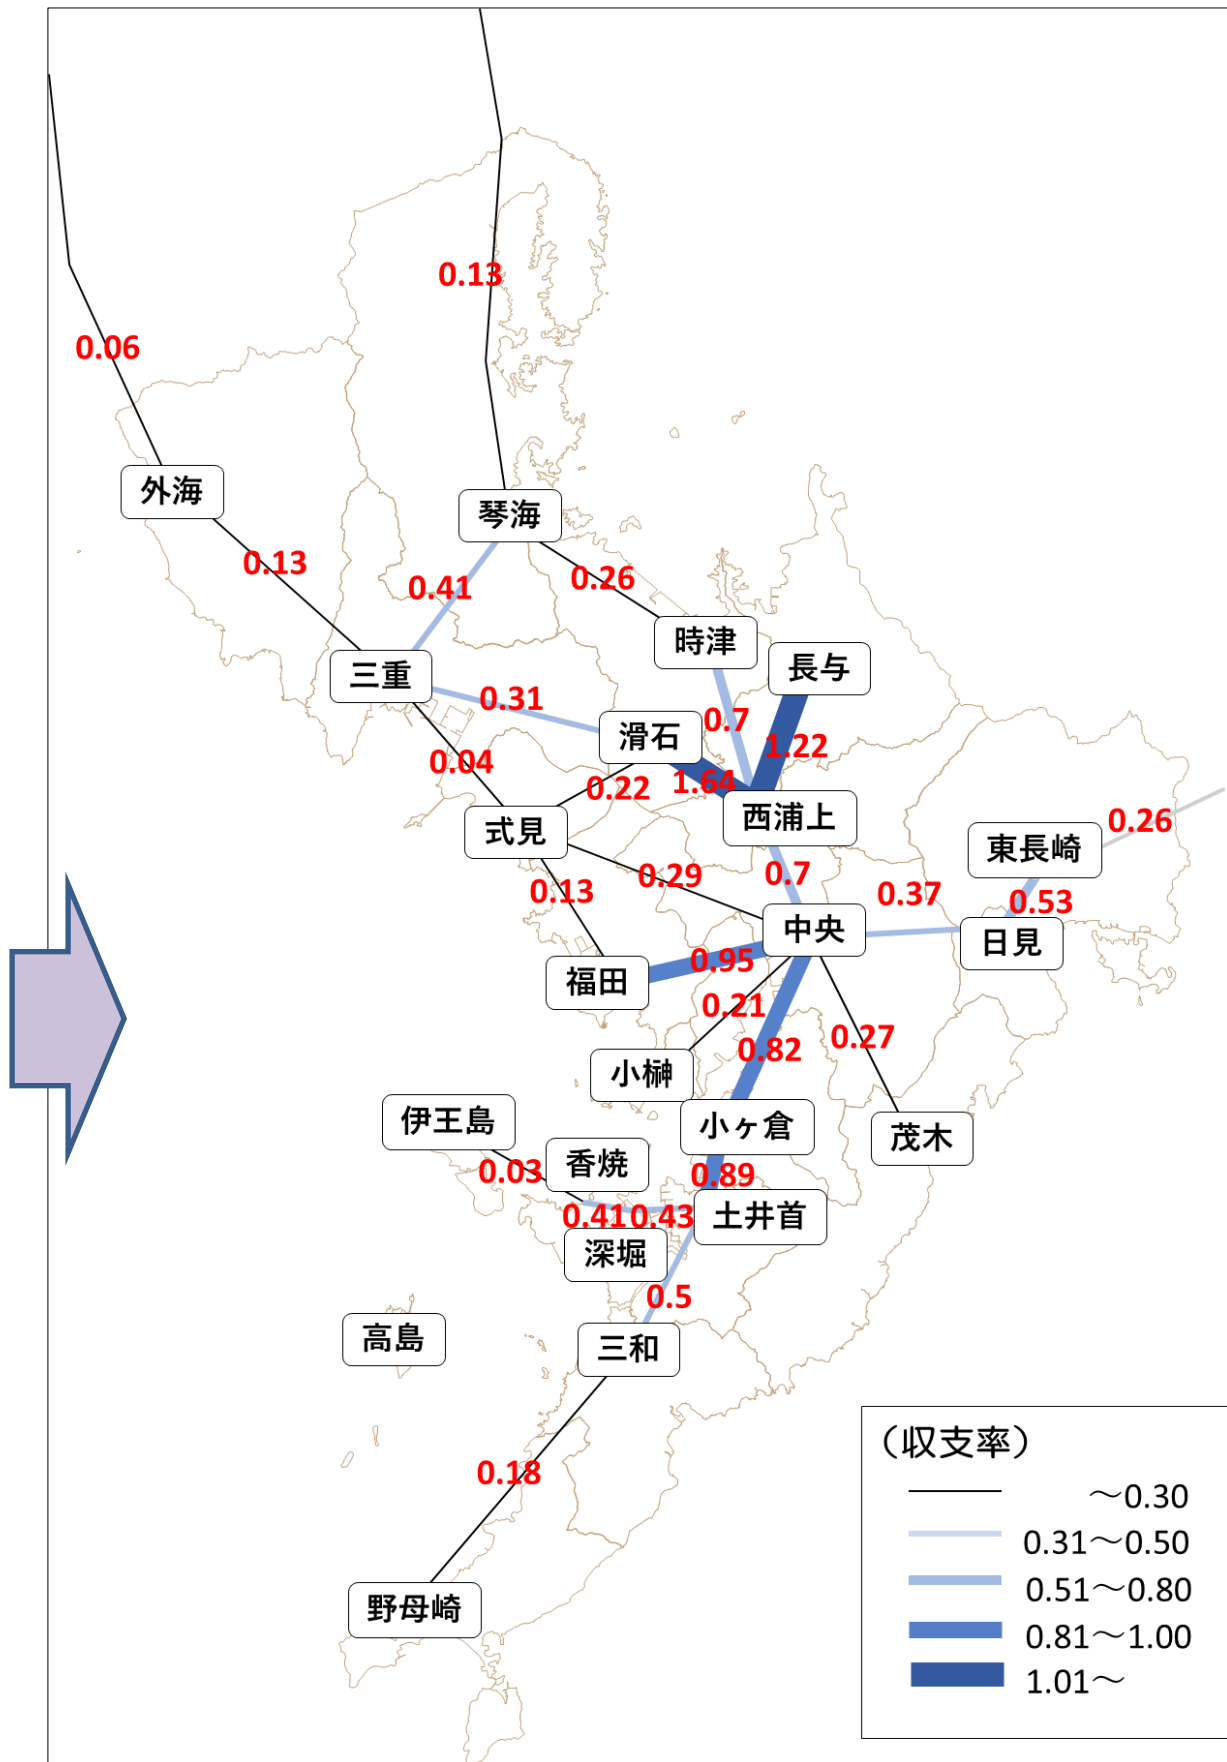 0.13
0.06
外海
琴海
0.13
0.41
0.26
時津
長与
三重
0.31
滑石
0.7
1.22
0.04
0.22
1.64
西浦上
式見
0.26
東長崎
0.29
0.7
0.13
0.37
0.53
中央
日見
0.95
福田
0.21
0.82
0.27
小榊
伊王島
小ヶ倉
茂木
香焼
0.03
0.89
0.41
0.43
土井首
深堀
0.5
高島
三和
0.18
野母崎
（収支率）
～0.30
0.31～0.50
0.51～0.80
0.81～1.00
1.01～